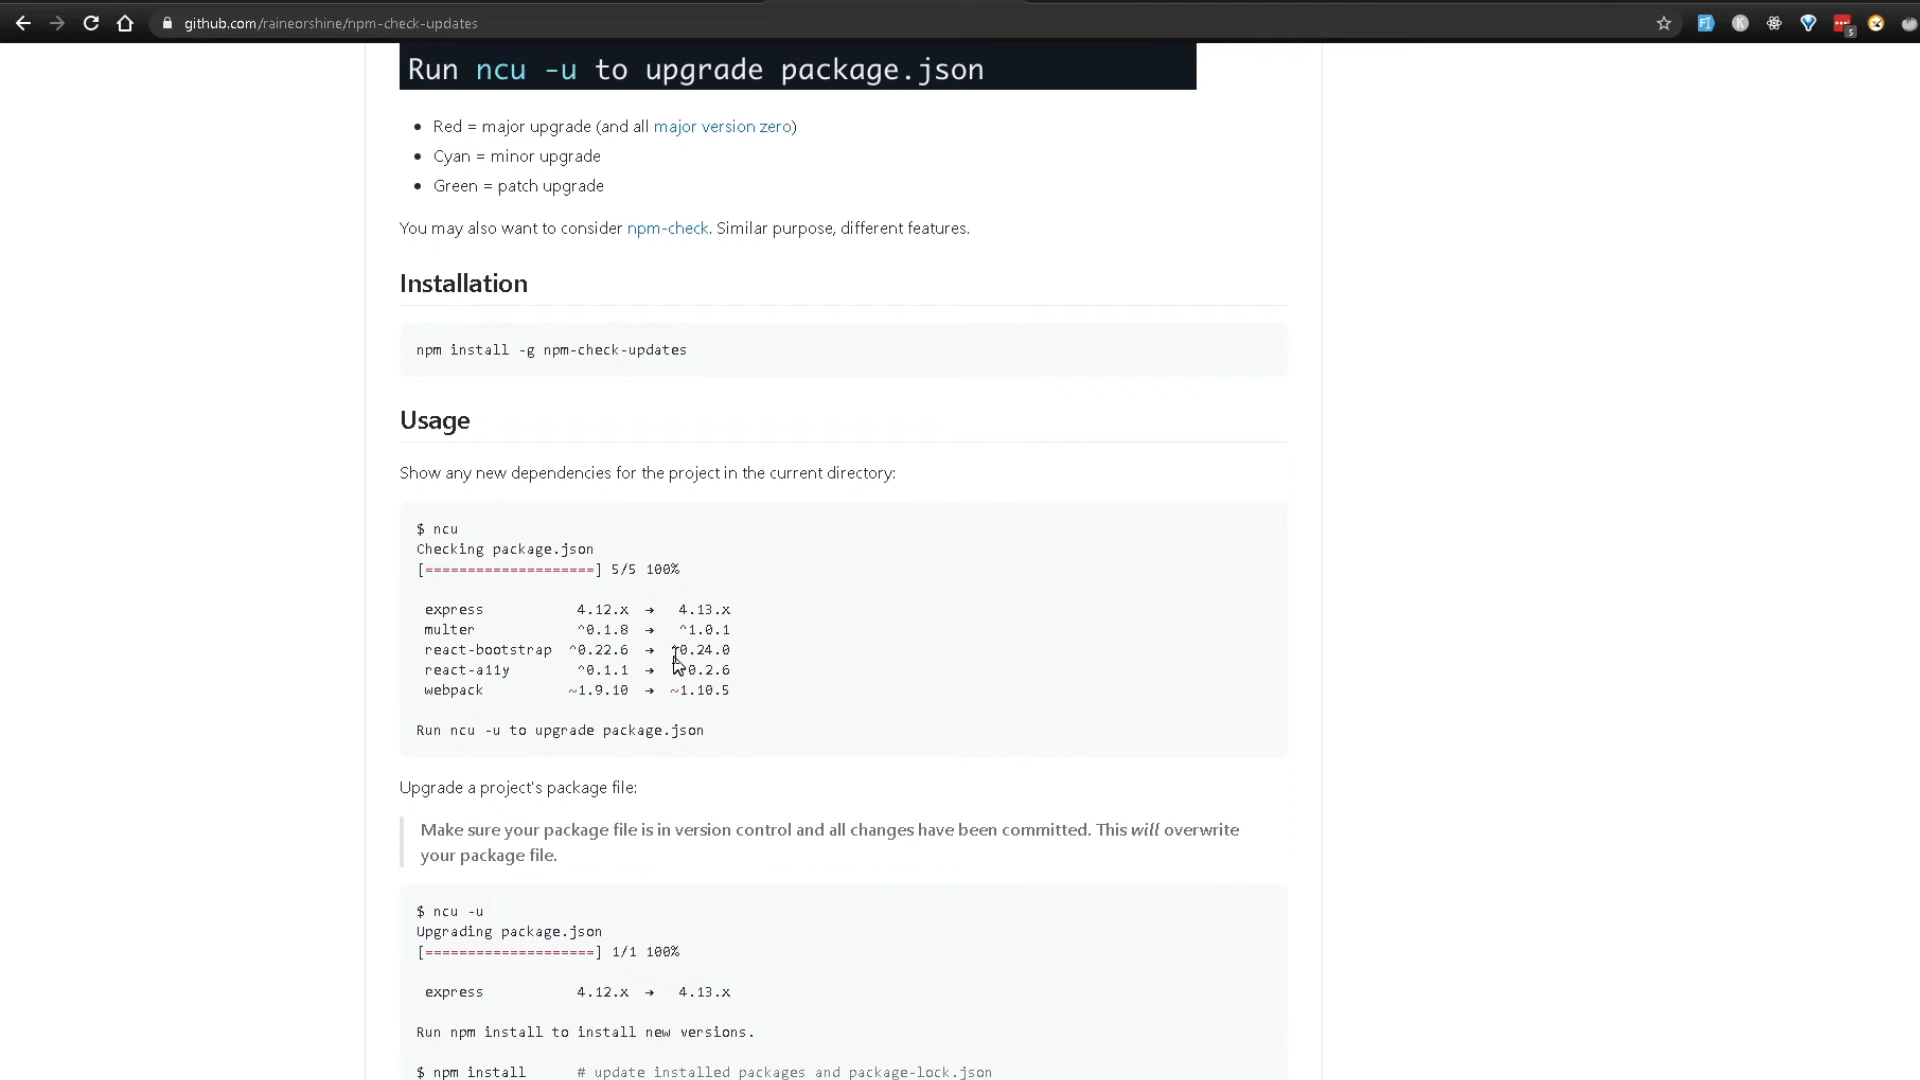 github.com/raineorshine/npm-check-updates
5
Run ncu -u to upgrade package.json
Red = major upgrade (and all major version zero)
Cyan = minor upgrade
Green = patch upgrade
You may also want to consider npm-check. Similar purpose, different features.
Installation
npm install -g npm-check-updates
Usage
Show any new dependencies for the project in the current directory:
$ ncu
Checking package.json
[====================] 5/5 100%
express 4.12.x → 4.13.x
multer ^0.1.8 → ^1.0.1
react-bootstrap ^0.22.6 → ^0.24.0
react-a11y ^0.1.1 → ^0.2.6
webpack ~1.9.10 → ~1.10.5
Run ncu -u to upgrade package.json
Upgrade a project's package file:
Make sure your package file is in version control and all changes have been committed. This will overwrite
your package file.
$ ncu -u
Upgrading package.json
[====================] 1/1 100%
express 4.12.x → 4.13.x
Run npm install to install new versions.
$ npm install # update installed packages and package-lock.json